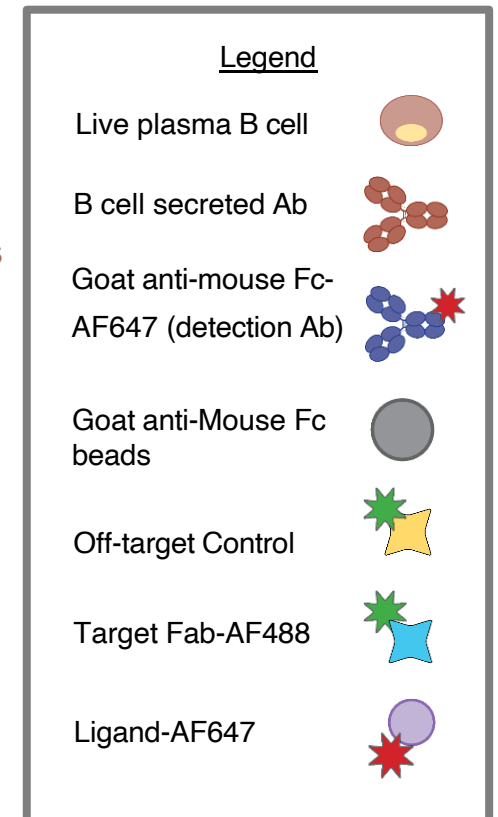 Legend
Live plasma B cell
B cell secreted Ab
Goat anti-mouse Fc-
AF647 (detection Ab)
Goat anti-Mouse Fc
beads
Off-target Control
Target Fab-AF488
Ligand-AF647